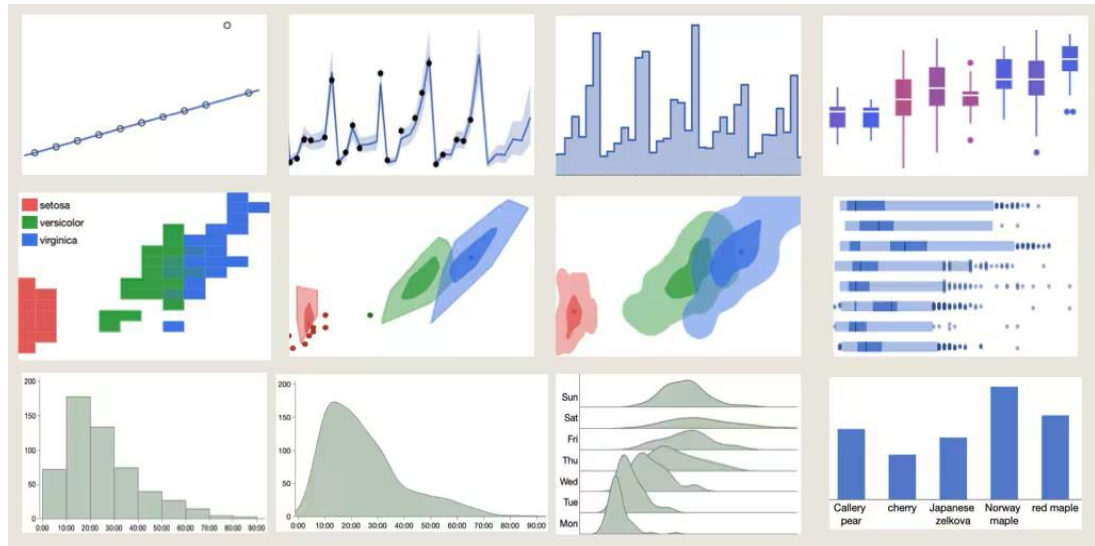 setosa
versicolor
virginica
200
150
100
50
0
0:00 10:00 20:00 30:00 40:00 50:00 60:00 70:00 80:00 90:00
200
150
100
50
0
0:00 10:00 20:00 30:00 40:00 50:00 60:00 70:00 80:00 90:00
Sun
Sat
Fri
Thu
Wed
Tue
Mon
Callery cherry Japanese Norway red maple
pear zelkova maple